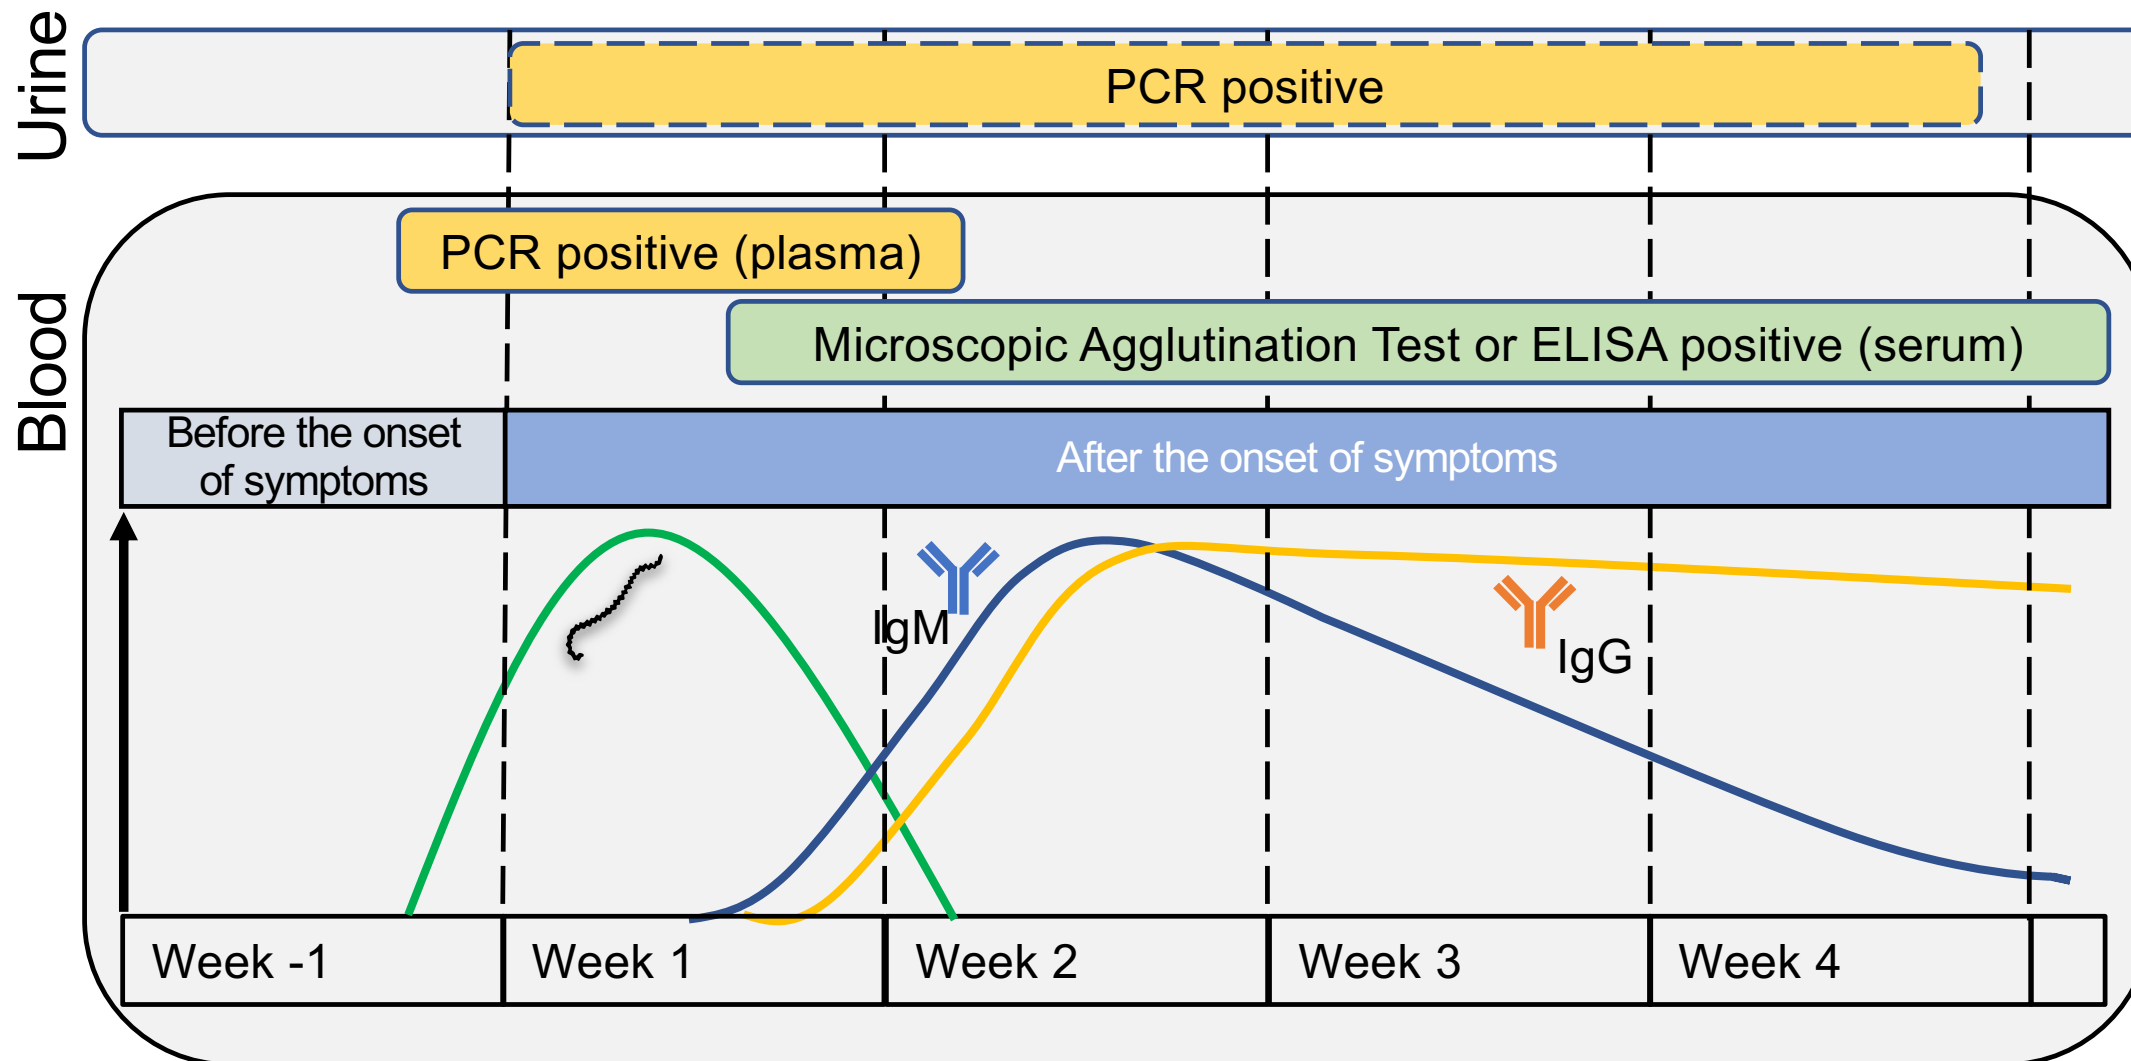 Urine
PCR positive
Blood
PCR positive (plasma)
Microscopic Agglutination Test or ELISA positive (serum)
Before the onset
of symptoms
After the onset of symptoms
IgM
IgG
Week -1
Week 1
Week 2
Week 3
Week 4